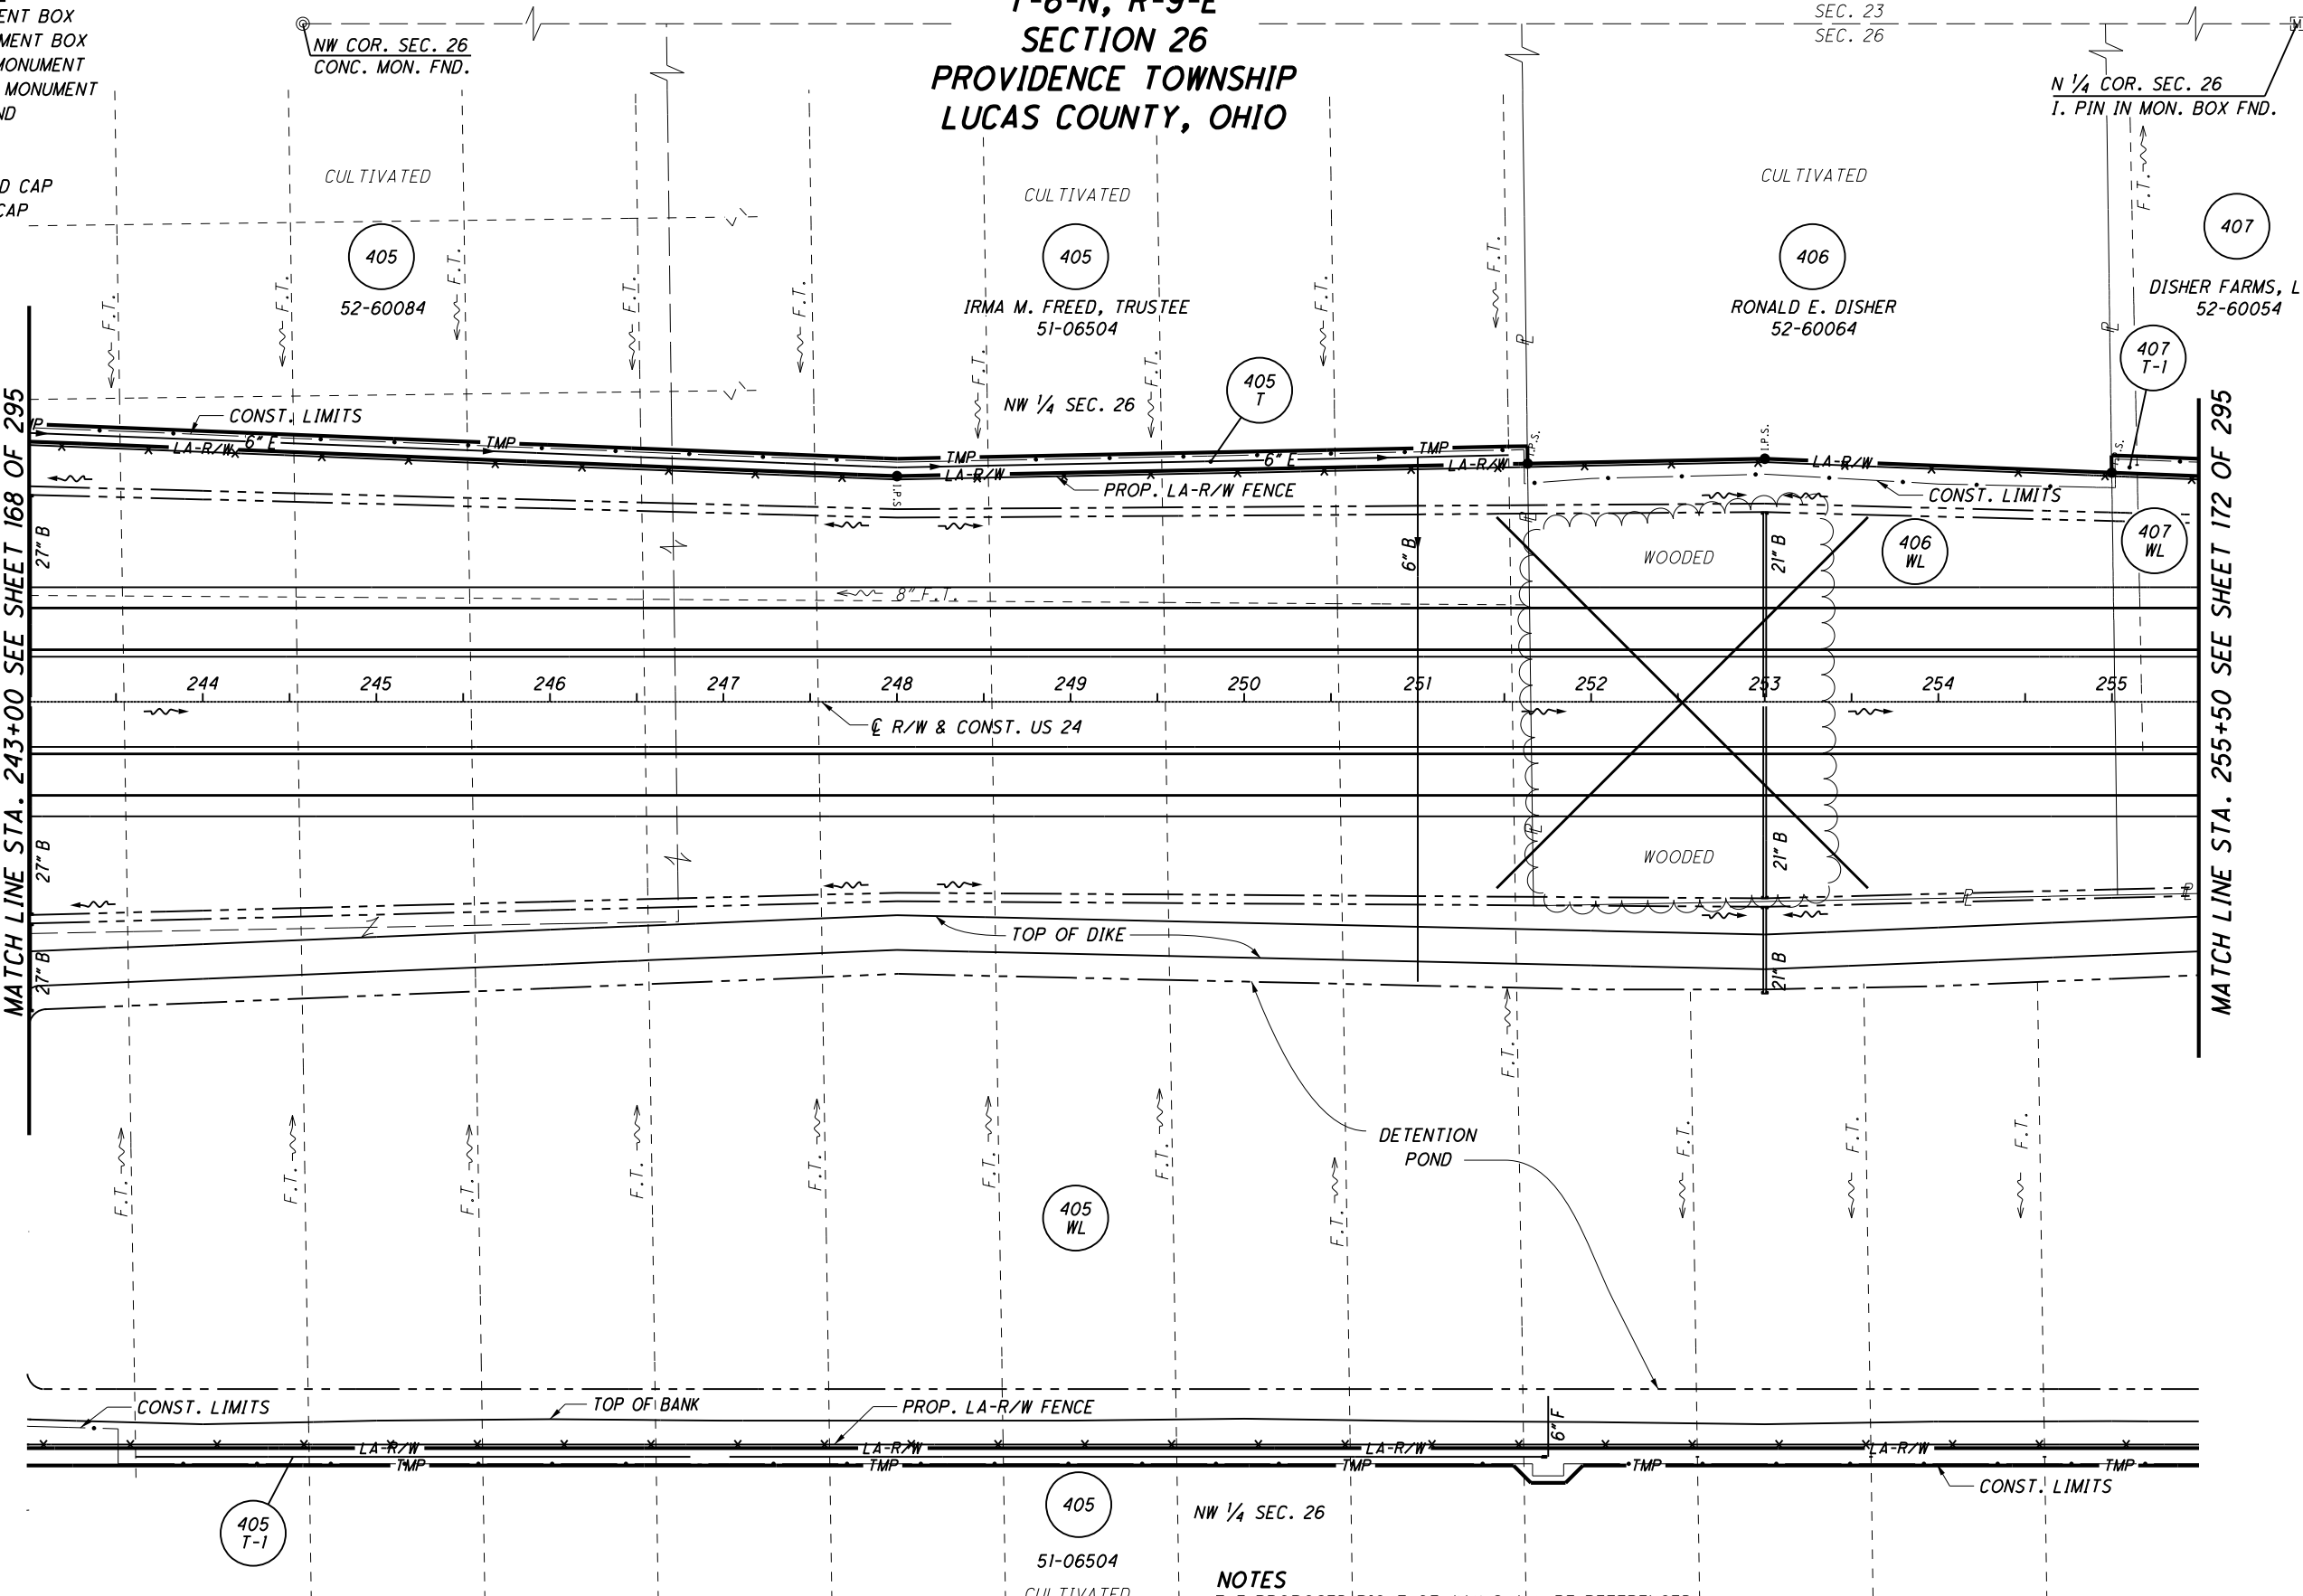 ENT BOX
MENT BOX
MONUMENT
MONUMENT
ND
D CAP
CAP
NW COR. SEC. 26
CONC. MON. FND.
T-6-N, R-9-E
SECTION 26
PROVIDENCE TOWNSHIP
LUCAS COUNTY, OHIO
SEC. 23
SEC. 26
N 1/4 COR. SEC. 26
I. PIN IN MON. BOX FND.
M
CULTIVATED
CULTIVATED
CULTIVATED
405
52-60084
405
IRMA M. FREED, TRUSTEE
51-06504
406
RONALD E. DISHER
52-60064
407
DISHER FARMS, L
52-60054
F.T.
F.T.
F.T.
F.T.
F.T.
F.T.
F.T.
F.T.
F.T.
F.T.
407
T-1
405
T
NW 1/4 SEC. 26
CONST. LIMITS
MP
LA-R/W
6" E
TMP
TMP
LA-R/W
6" E
TMP
LA-R/W
I.P.S.
I.P.S.
I.P.S.
I.P.S.
LA-R/W
PROP. LA-R/W FENCE
CONST. LIMITS
MATCH LINE STA. 243+00 SEE SHEET 168 OF 295
MATCH LINE STA. 255+50 SEE SHEET 172 OF 295
27" B
6" B
WOODED
21" B
406
WL
407
WL
8" F.T.
244
245
246
247
248
249
250
251
252
253
254
255
℄ R/W & CONST. US 24
27" B
WOODED
21" B
TOP OF DIKE
27" B
21" B
F.T.
F.T.
F.T.
F.T.
F.T.
F.T.
F.T.
F.T.
F.T.
F.T.
F.T.
F.T.
DETENTION
POND
405
WL
CONST. LIMITS
TOP OF BANK
PROP. LA-R/W FENCE
6" F
LA-R/W
LA-R/W
LA-R/W
LA-R/W
TMP
TMP
TMP
TMP
TMP
CONST. LIMITS
405
T-1
405
NW 1/4 SEC. 26
51-06504
CULTIVATED
NOTES